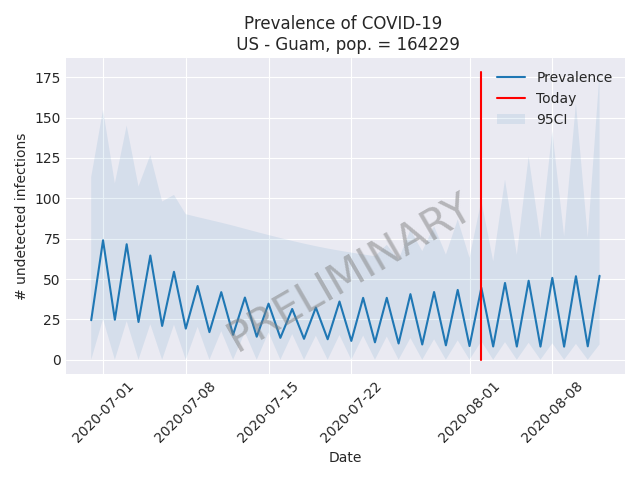 Prevalence of COVID-19
US - Guam, pop. = 164229
# undetected infections
175
150
125
100
75
50
25
0
Prevalence
Today
95CI
PRELIMINARY
2020-07-01
2020-07-08
2020-07-15
2020-07-22
2020-08-01
2020-08-08
Date